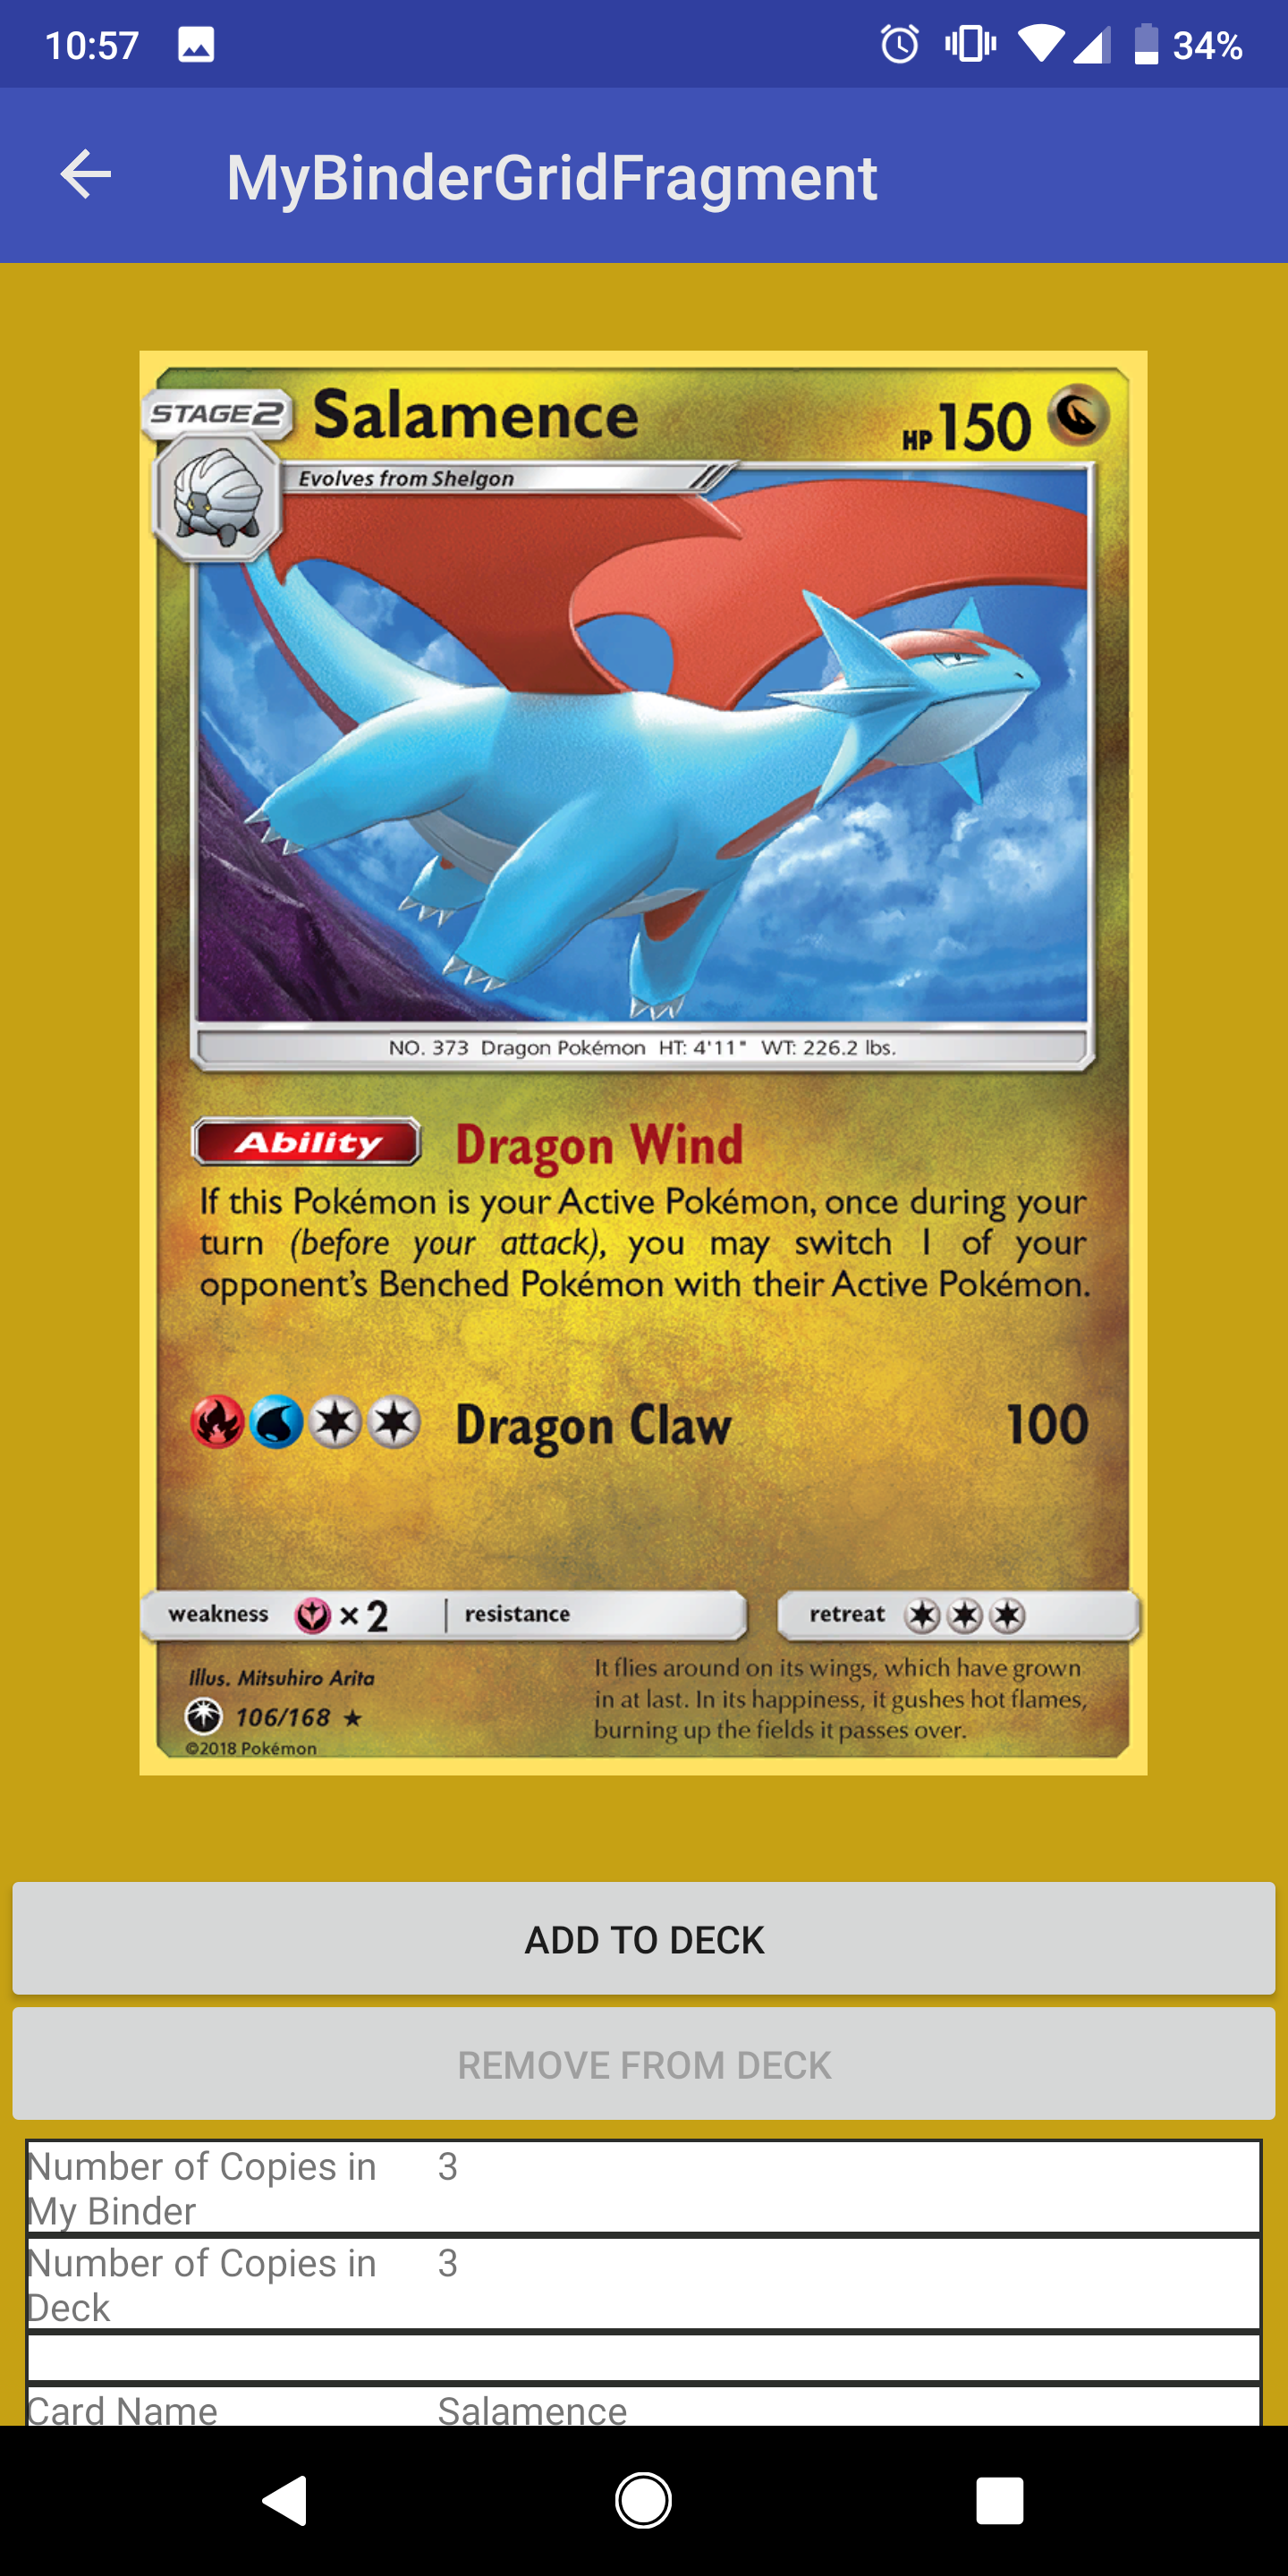 10:57
34%
MyBinderGridFragment
STAGE 2
Salamence
HP 150
Evolves from Shelgon
NO. 373 Dragon Pokémon HT: 4'11" WT: 226.2 lbs.
Ability Dragon Wind
If this Pokémon is your Active Pokémon, once during your
turn (before your attack), you may switch 1 of your
opponent's Benched Pokémon with their Active Pokémon.
Dragon Claw 100
weakness ×2 resistance retreat
Illus. Mitsuhiro Arita
106/168 ★
©2018 Pokémon
It flies around on its wings, which have grown
in at last. In its happiness, it gushes hot flames,
burning up the fields it passes over.
ADD TO DECK
REMOVE FROM DECK
Number of Copies in
My Binder
3
Number of Copies in
Deck
3
Card Name Salamence